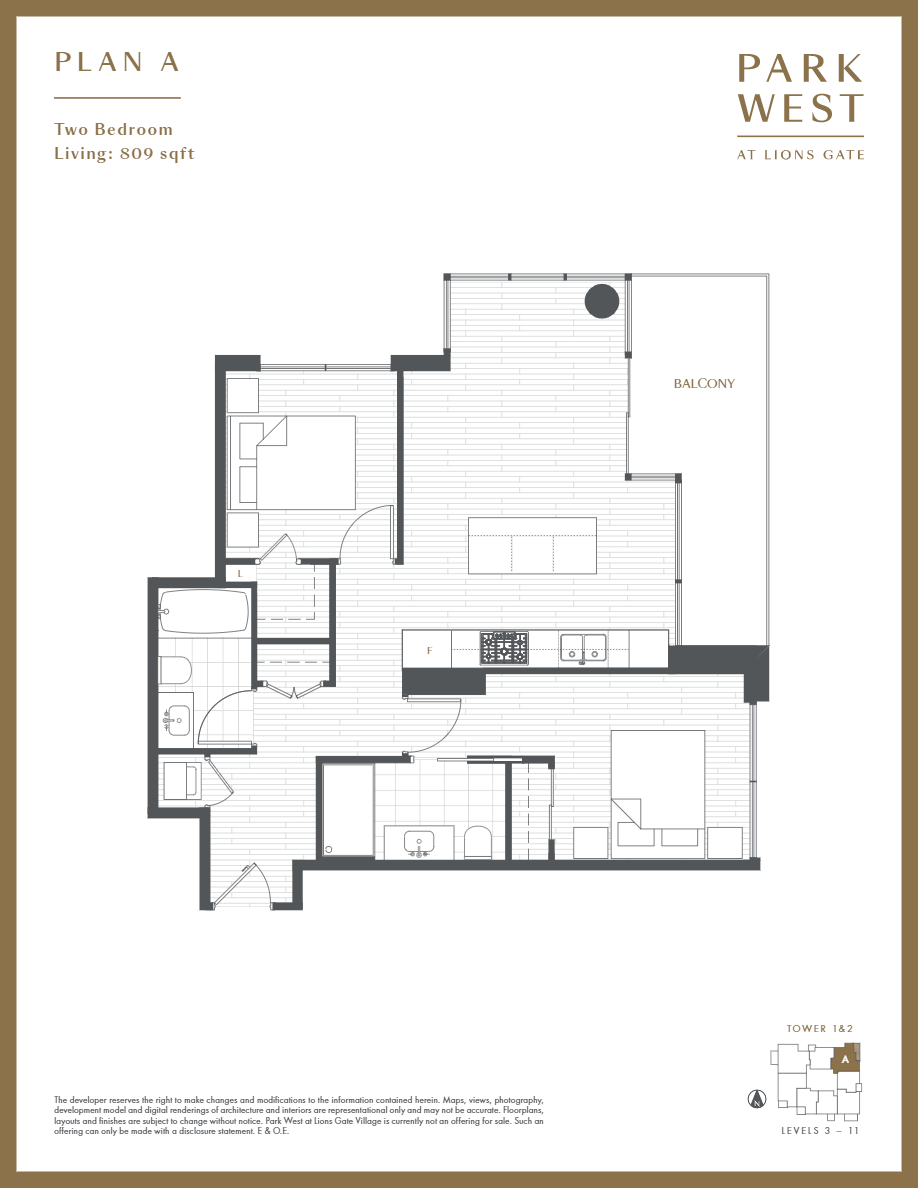 PLAN A
Two Bedroom
Living: 809 sqft
PARK
WEST
AT LIONS GATE
BALCONY
L
F
TOWER 1&2
A
N
LEVELS 3 – 11
The developer reserves the right to make changes and modifications to the information contained herein. Maps, views, photography,
development model and digital renderings of architecture and interiors are representational only and may not be accurate. Floorplans,
layouts and finishes are subject to change without notice. Park West at Lions Gate Village is currently not an offering for sale. Such an
offering can only be made with a disclosure statement. E & O.E.